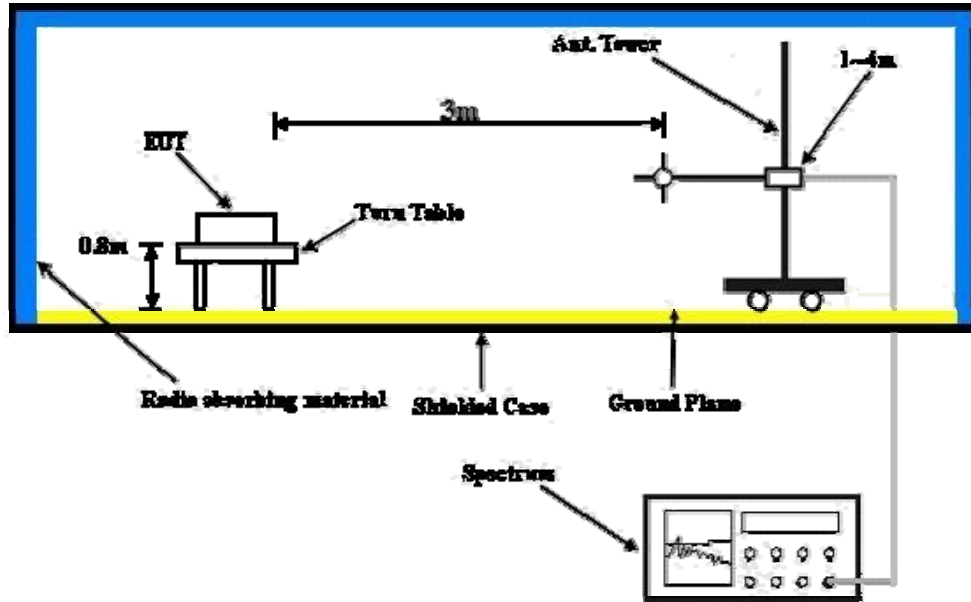 Ant. Tower
1~4m
3m
EUT
Turn Table
0.8m
Radio absorbing material
Shielded Case
Ground Plane
Spectrum